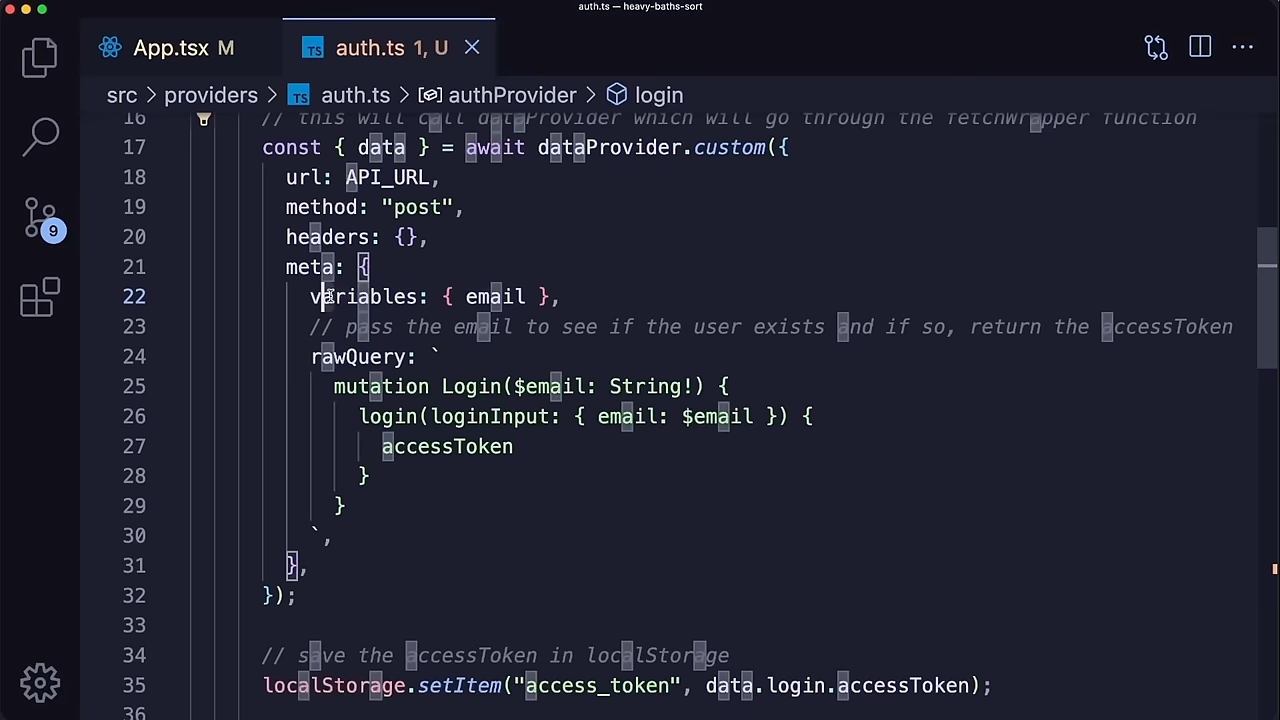 auth.ts — heavy-baths-sort
App.tsx M
auth.ts 1, U
src > providers > TS auth.ts > authProvider > login
16 // this will call dataProvider which will go through the fetchWrapper function
17 const { data } = await dataProvider.custom({
18 url: API_URL,
19 method: "post",
20 headers: {},
21 meta: {
22 variables: { email },
23 // pass the email to see if the user exists and if so, return the accessToken
24 rawQuery: `
25 mutation Login($email: String!) {
26 login(loginInput: { email: $email }) {
27 accessToken
28 }
29 }
30 `,
31 },
32 });
33
34 // save the accessToken in localStorage
35 localStorage.setItem("access_token", data.login.accessToken);
36
9